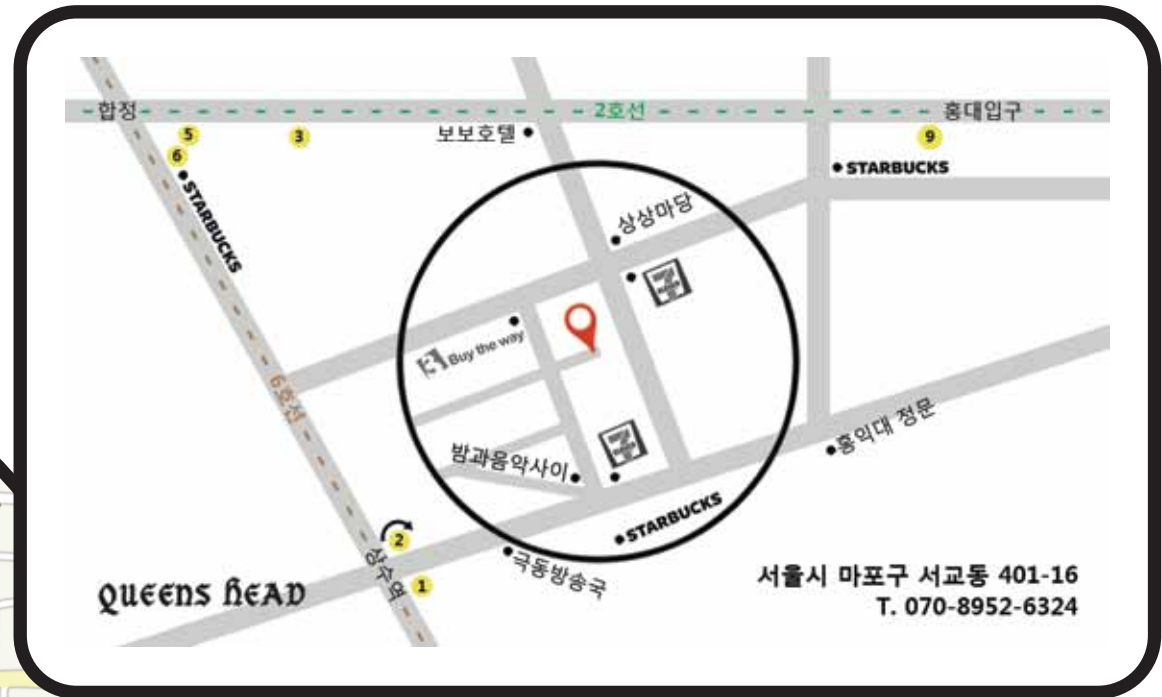 합정
2호선
홍대입구
5
3
보보호텔
9
6
STARBUCKS
STARBUCKS
상상마당
Buy the way
6호선
밤과음악사이
홍익대 정문
STARBUCKS
2
극동방송국
상수역
1
QUEENS HEAD
서울시 마포구 서교동 401-16
T. 070-8952-6324